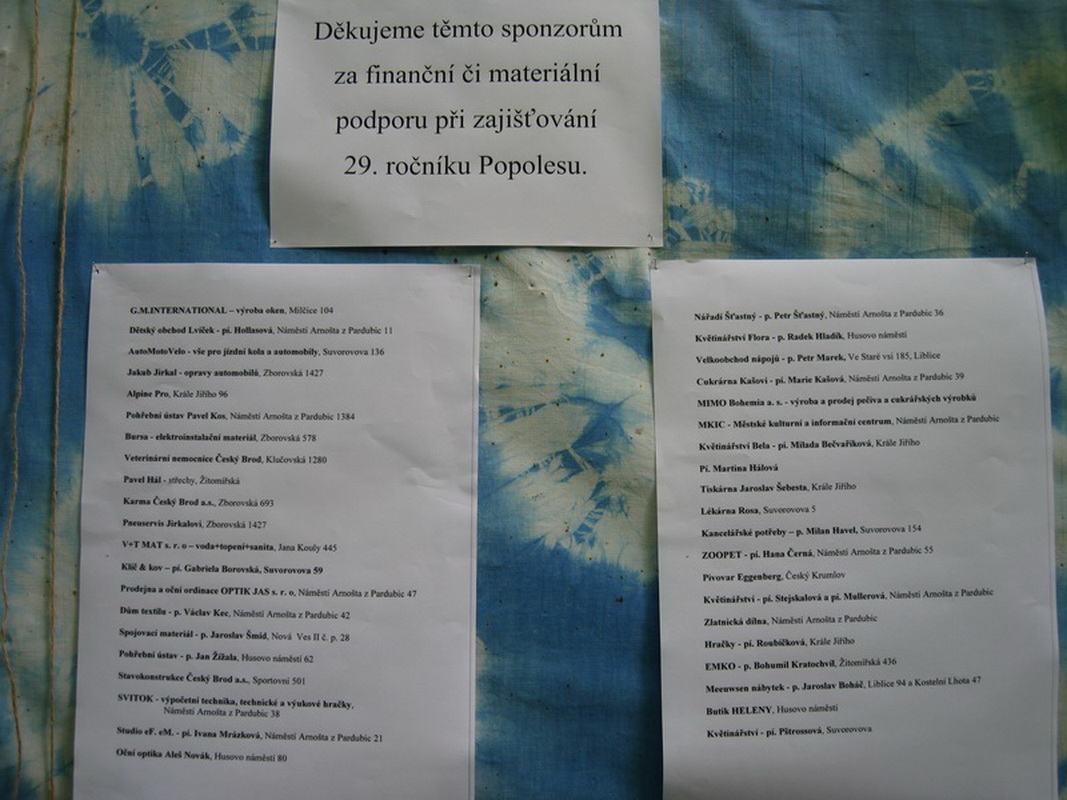 Děkujeme těmto sponzorům
za finanční či materiální
podporu při zajišťování
29. ročníku Popolesu.
G.M.INTERNATIONAL – výroba oken, Milčice 104
Dětský obchod Lvíček - pí. Hollasová, Náměstí Arnošta z Pardubic 11
AutoMotoVelo - vše pro jízdní kola a automobily, Suvorovova 136
Jakub Jirkal - opravy automobilů, Zborovská 1427
Alpine Pro, Krále Jiřího 96
Pohřební ústav Pavel Kos, Náměstí Arnošta z Pardubic 1384
Bursa - elektroinstalační materiál, Zborovská 578
Veterinární nemocnice Český Brod, Klučovská 1280
Pavel Hál - střechy, Žitomířská
Karma Český Brod a.s., Zborovská 693
Pneuservis Jirkalovi, Zborovská 1427
V+T MAT s. r. o – voda+topení+sanita, Jana Kouly 445
Klíč & kov – pí. Gabriela Borovská, Suvorovova 59
Prodejna a oční ordinace OPTIK JAS s. r. o, Náměstí Arnošta z Pardubic 47
Dům textilu - p. Václav Kec, Náměstí Arnošta z Pardubic 42
Spojovací materiál - p. Jaroslav Šmíd, Nová Ves II č. p. 28
Pohřební ústav - p. Jan Žížala, Husovo náměstí 62
Stavokonstrukce Český Brod a.s., Sportovní 501
SVITOK - výpočetní technika, technické a výukové hračky,
Náměstí Arnošta z Pardubic 38
Studio eF. eM. - pí. Ivana Mrázková, Náměstí Arnošta z Pardubic 21
Oční optika Aleš Novák, Husovo náměstí 80
Nářadí Šťastný - p. Petr Šťastný, Náměstí Arnošta z Pardubic 36
Květinářství Flora - p. Radek Hladík, Husovo náměstí
Velkoobchod nápojů - p. Petr Marek, Ve Staré vsi 185, Liblice
Cukrárna Kašovi - pí. Marie Kašová, Náměstí Arnošta z Pardubic 39
MIMO Bohemia a. s. - výroba a prodej pečiva a cukrářských výrobků
MKIC - Městské kulturní a informační centrum, Náměstí Arnošta z Pardubic
Květinářství Bela - pí. Milada Bečvaříková, Krále Jiřího
Pí. Martina Hálová
Tiskárna Jaroslav Šebesta, Krále Jiřího
Lékárna Rosa, Suvorovova 5
Kancelářské potřeby – p. Milan Havel, Suvorovova 154
ZOOPET - pí. Hana Černá, Náměstí Arnošta z Pardubic 55
Pivovar Eggenberg, Český Krumlov
Květinářství - pí. Stejskalová a pí. Mullerová, Náměstí Arnošta z Pardubic
Zlatnická dílna, Náměstí Arnošta z Pardubic
Hračky - pí. Roubíčková, Krále Jiřího
EMKO - p. Bohumil Kratochvíl, Žitomířská 436
Meeuwsen nábytek - p. Jaroslav Boháč, Liblice 94 a Kostelní Lhota 47
Butik HELENY, Husovo náměstí
Květinářství - pí. Pštrossová, Suvorovova